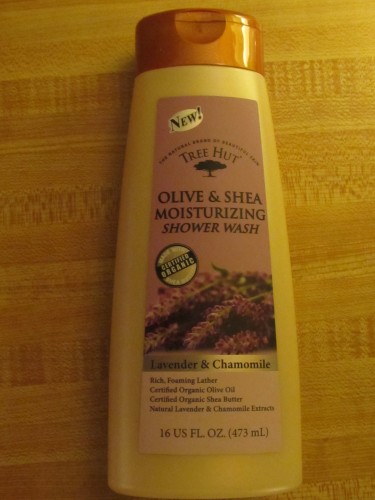 NEW!
THE NATURAL BRAND OF BEAUTIFUL SKIN
TREE HUT
OLIVE & SHEA
MOISTURIZING
SHOWER WASH
CERTIFIED
ORGANIC
Lavender & Chamomile
Rich, Foaming Lather
Certified Organic Olive Oil
Certified Organic Shea Butter
Natural Lavender & Chamomile Extracts
16 US FL. OZ. (473 mL)